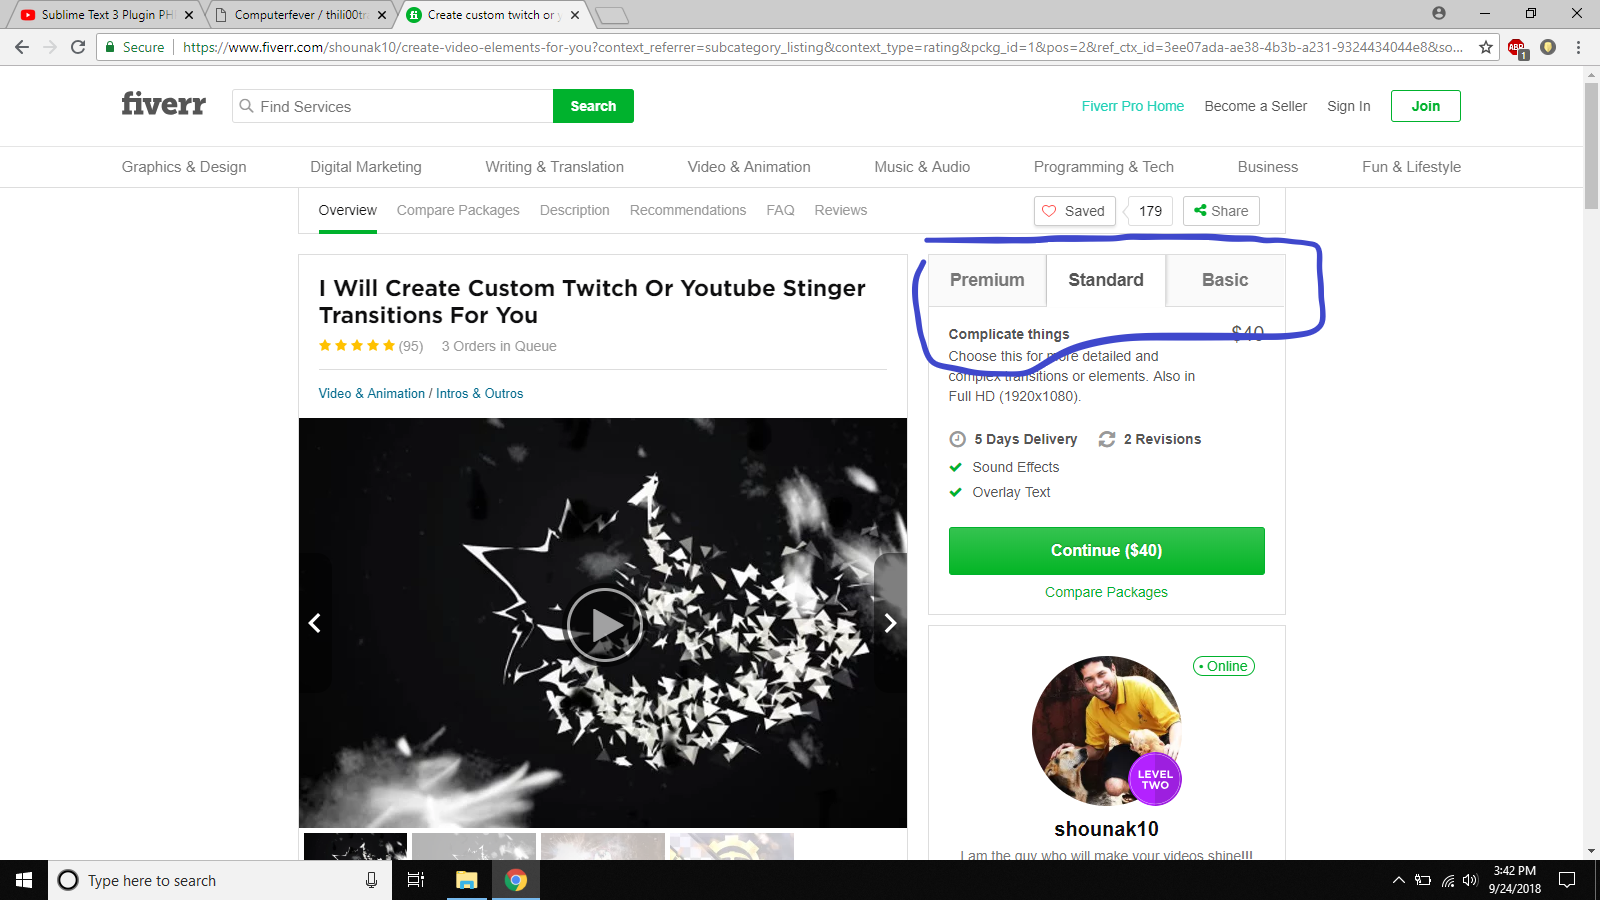 Sublime Text 3 Plugin PH
Computerfever / thili00tr
Create custom twitch or y
Secure
https://www.fiverr.com/shounak10/create-video-elements-for-you?context_referrer=subcategory_listing&context_type=rating&pckg_id=1&pos=2&ref_ctx_id=3ee07ada-ae38-4b3b-a231-9324434044e8&so...
ABP
1
fiverr
Find Services
Search
Fiverr Pro Home
Become a Seller
Sign In
Join
Graphics & Design
Digital Marketing
Writing & Translation
Video & Animation
Music & Audio
Programming & Tech
Business
Fun & Lifestyle
Overview
Compare Packages
Description
Recommendations
FAQ
Reviews
Saved
179
Share
I Will Create Custom Twitch Or Youtube Stinger
Transitions For You
(95)
3 Orders in Queue
Video & Animation / Intros & Outros
Premium
Standard
Basic
Complicate things
$40
Choose this for more detailed and
complex transitions or elements. Also in
Full HD (1920x1080).
5 Days Delivery
2 Revisions
Sound Effects
Overlay Text
Continue ($40)
Compare Packages
• Online
LEVEL
TWO
shounak10
I am the guy who will make your videos shine!!!
Type here to search
3:42 PM
9/24/2018